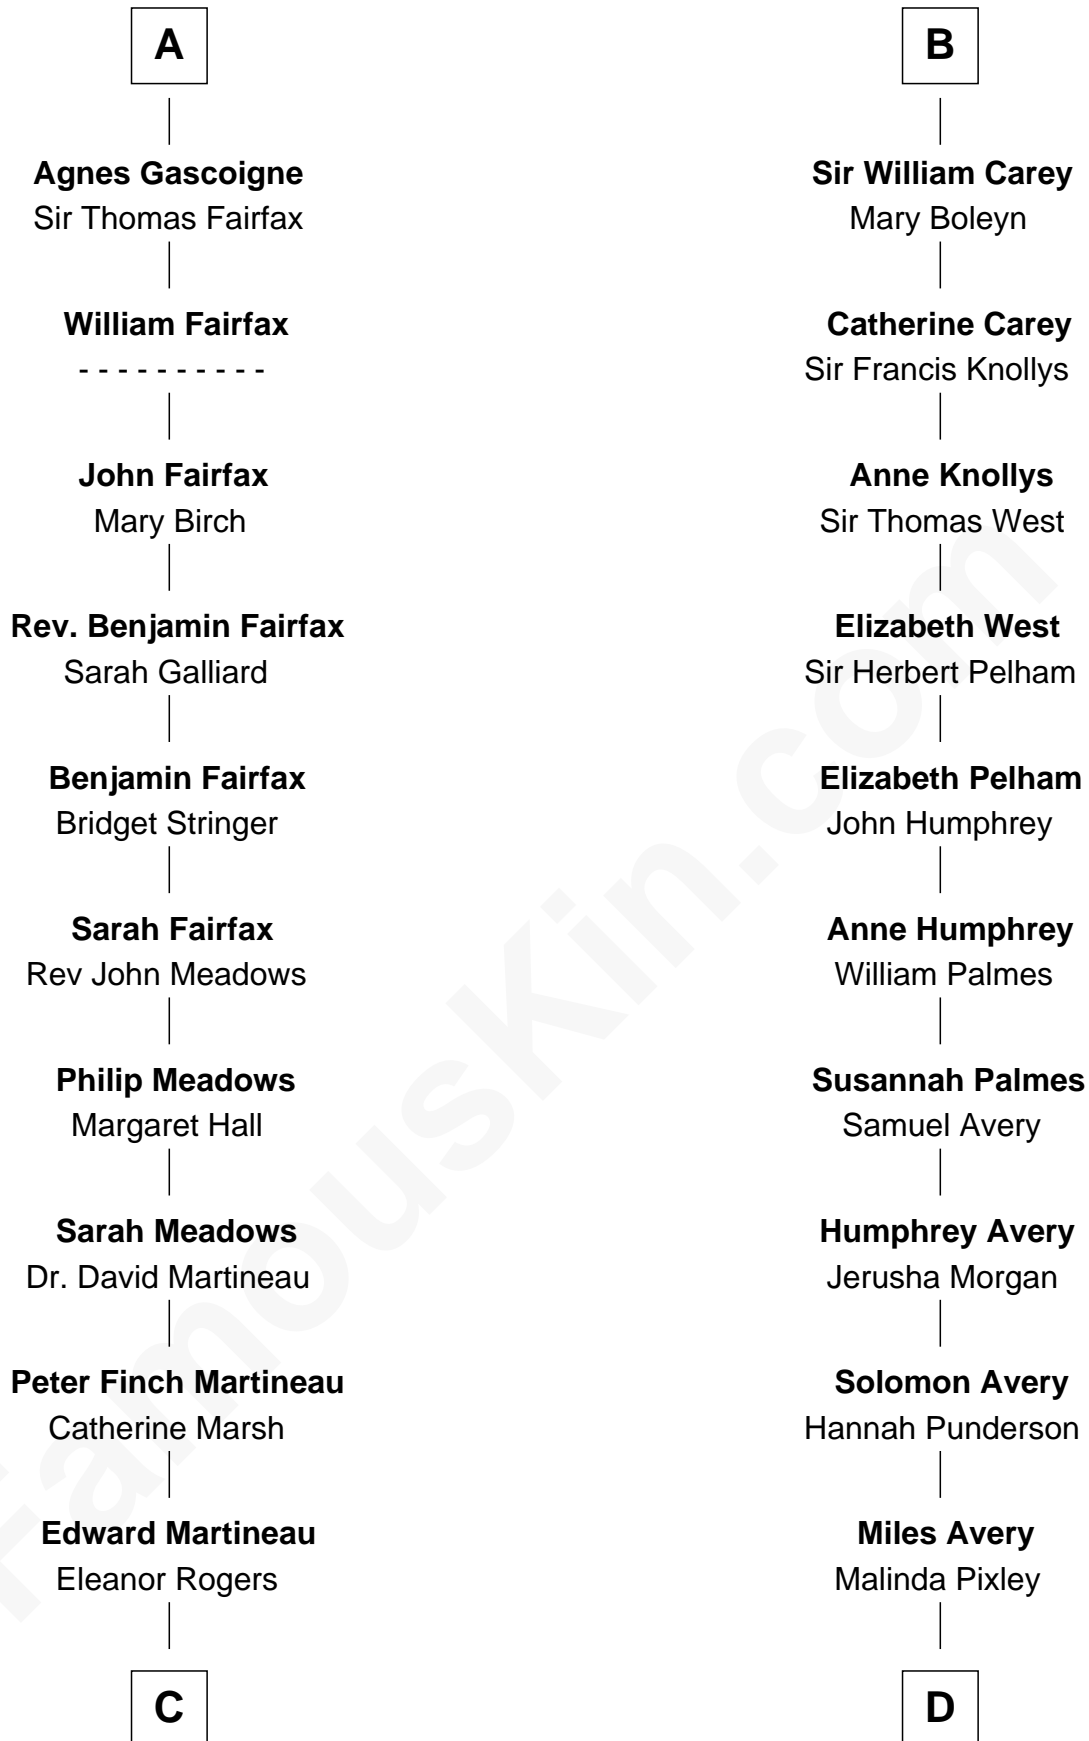 A
Agnes Gascoigne
Sir Thomas Fairfax
William Fairfax
- - - - - - - - - -
John Fairfax
Mary Birch
Rev. Benjamin Fairfax
Sarah Galliard
Benjamin Fairfax
Bridget Stringer
Sarah Fairfax
Rev John Meadows
Philip Meadows
Margaret Hall
Sarah Meadows
Dr. David Martineau
Peter Finch Martineau
Catherine Marsh
Edward Martineau
Eleanor Rogers
C
B
Sir William Carey
Mary Boleyn
Catherine Carey
Sir Francis Knollys
Anne Knollys
Sir Thomas West
Elizabeth West
Sir Herbert Pelham
Elizabeth Pelham
John Humphrey
Anne Humphrey
William Palmes
Susannah Palmes
Samuel Avery
Humphrey Avery
Jerusha Morgan
Solomon Avery
Hannah Punderson
Miles Avery
Malinda Pixley
D
FamousKin.com